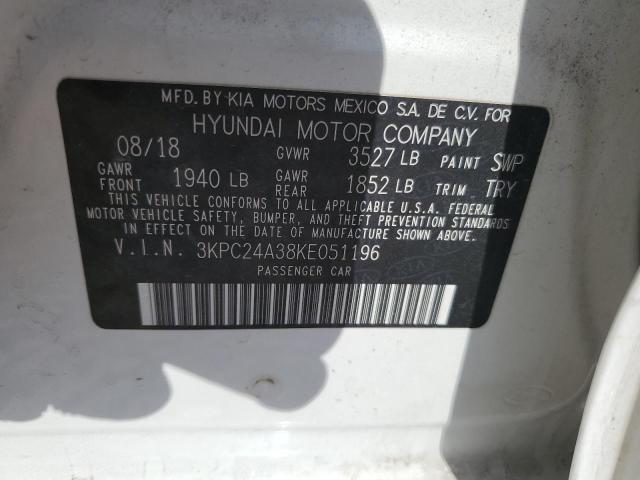 MFD. BY KIA MOTORS MEXICO S.A. DE C.V. FOR
HYUNDAI MOTOR COMPANY
08/18 GVWR 3527 LB PAINT SWP
GAWR FRONT 1940 LB GAWR REAR 1852 LB TRIM TRY
THIS VEHICLE CONFORMS TO ALL APPLICABLE U.S.A. FEDERAL
MOTOR VEHICLE SAFETY, BUMPER, AND THEFT PREVENTION STANDARDS
IN EFFECT ON THE DATE OF MANUFACTURE SHOWN ABOVE.
V.I.N. 3KPC24A38KE051196
PASSENGER CAR